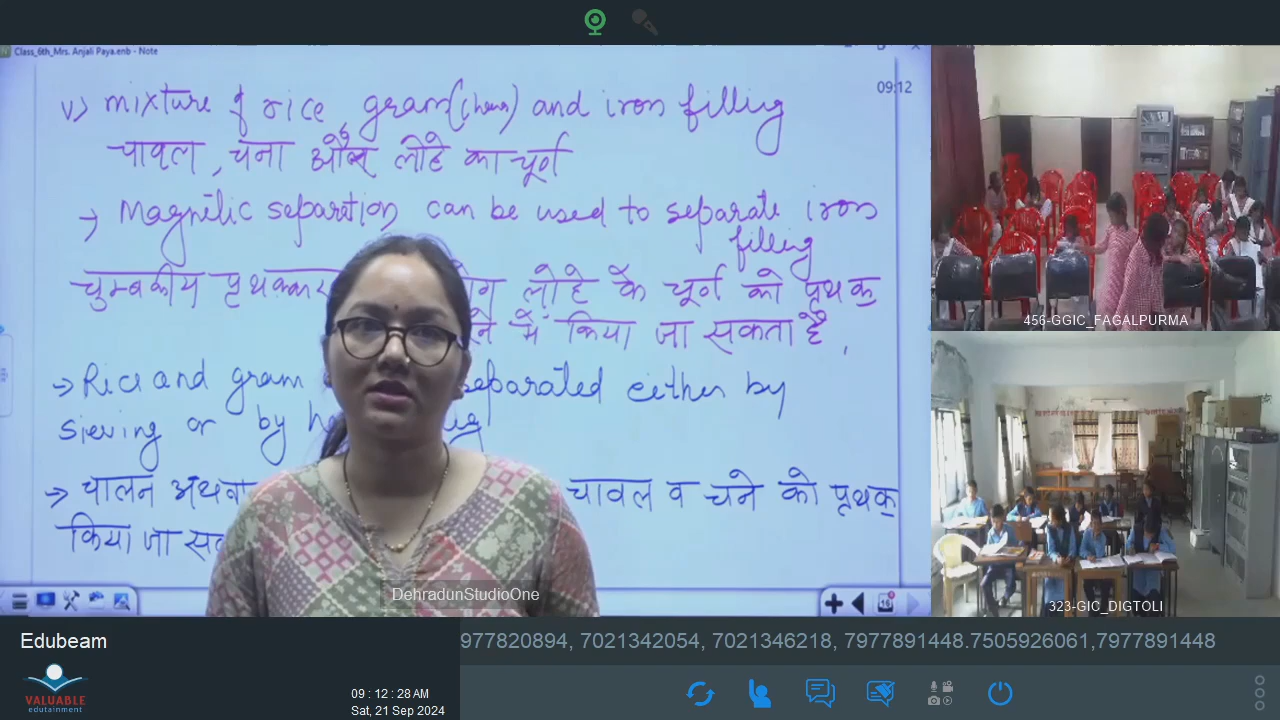 Class_6th_Mrs. Anjali Paya.enb - Note
09:12
v) mixture of rice gram(chana) and iron filling
चावल, चना और लोहे का चूर्ण
→ Magnetic separation can be used to separate iron
filling
चुम्बकीय लोहे के चूर्ण को पृथक्
में किया जा सकता है,
→ Rice and gram separated either by
sieving or by
→ चालन अथवा चावल व चने को पृथक्
किया जा
DehradunStudioOne
456-GGIC_FAGALPURMA
323-GIC_DIGTOLI
Edubeam
VALUABLE
edutainment
09 : 12 : 28 AM
Sat, 21 Sep 2024
9977820894, 7021342054, 7021346218, 7977891448.7505926061,7977891448